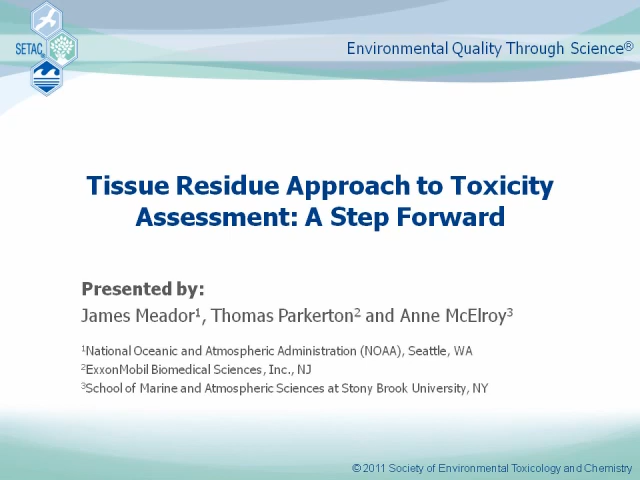 SETAC
Environmental Quality Through Science®
Tissue Residue Approach to Toxicity
Assessment: A Step Forward
Presented by:
James Meador¹, Thomas Parkerton² and Anne McElroy³
¹National Oceanic and Atmospheric Administration (NOAA), Seattle, WA
²ExxonMobil Biomedical Sciences, Inc., NJ
³School of Marine and Atmospheric Sciences at Stony Brook University, NY
© 2011 Society of Environmental Toxicology and Chemistry